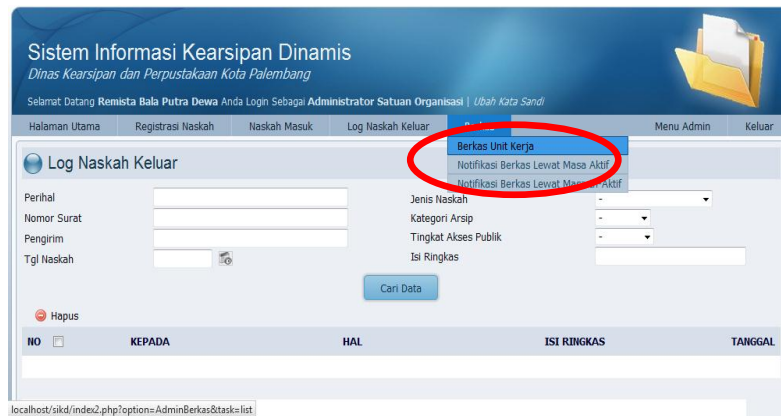 Sistem Informasi Kearsipan Dinamis
Dinas Kearsipan dan Perpustakaan Kota Palembang
Selamat Datang Remista Bala Putra Dewa Anda Login Sebagai Administrator Satuan Organisasi | Ubah Kata Sandi
Halaman Utama Registrasi Naskah Naskah Masuk Log Naskah Keluar Menu Admin Keluar
Berkas Unit Kerja
Notifikasi Berkas Lewat Masa Aktif
Notifikasi Berkas Lewat Aktif
Log Naskah Keluar
Perihal
Nomor Surat
Pengirim
Tgl Naskah
Jenis Naskah -
Kategori Arsip -
Tingkat Akses Publik -
Isi Ringkas
Cari Data
Hapus
NO KEPADA HAL ISI RINGKAS TANGGAL
localhost/sikd/index2.php?option=AdminBerkas&task=list